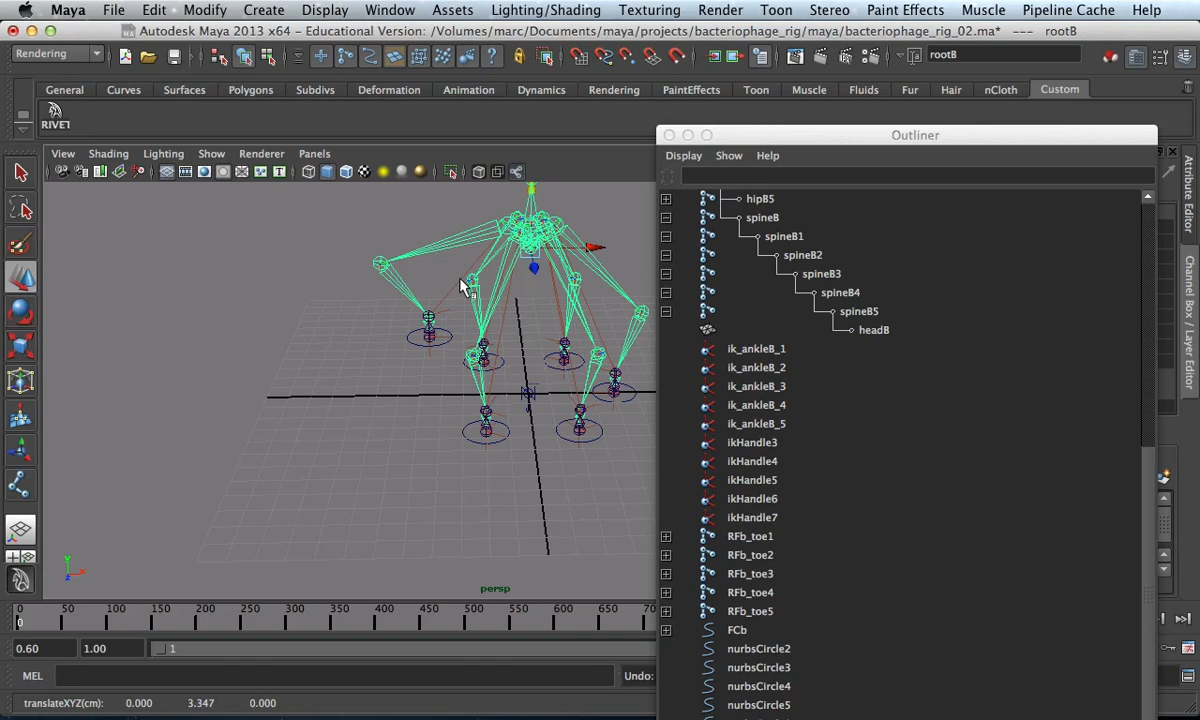 Maya File Edit Modify Create Display Window Assets Lighting/Shading Texturing Render Toon Stereo Paint Effects Muscle Pipeline Cache Help
Autodesk Maya 2013 x64 - Educational Version: /Volumes/marc/Documents/maya/projects/bacteriophage_rig/maya/bacteriophage_rig_02.ma* --- rootB
Rendering
rootB
General Curves Surfaces Polygons Subdivs Deformation Animation Dynamics Rendering PaintEffects Toon Muscle Fluids Fur Hair nCloth Custom
RIVET
Outliner
View Shading Lighting Show Renderer Panels
Display Show Help
Attribute Editor
Channel Box / Layer Editor
hipB5
spineB
spineB1
spineB2
spineB3
spineB4
spineB5
headB
ik_ankleB_1
ik_ankleB_2
ik_ankleB_3
ik_ankleB_4
ik_ankleB_5
ikHandle3
ikHandle4
ikHandle5
ikHandle6
ikHandle7
RFb_toe1
RFb_toe2
RFb_toe3
RFb_toe4
RFb_toe5
FCb
nurbsCircle2
nurbsCircle3
nurbsCircle4
nurbsCircle5
y
z x
persp
0 50 100 150 200 250 300 350 400 450 500 550 600 650 70
0
0.60 1.00 1
MEL Undo:
translateXYZ(cm): 0.000 3.347 0.000